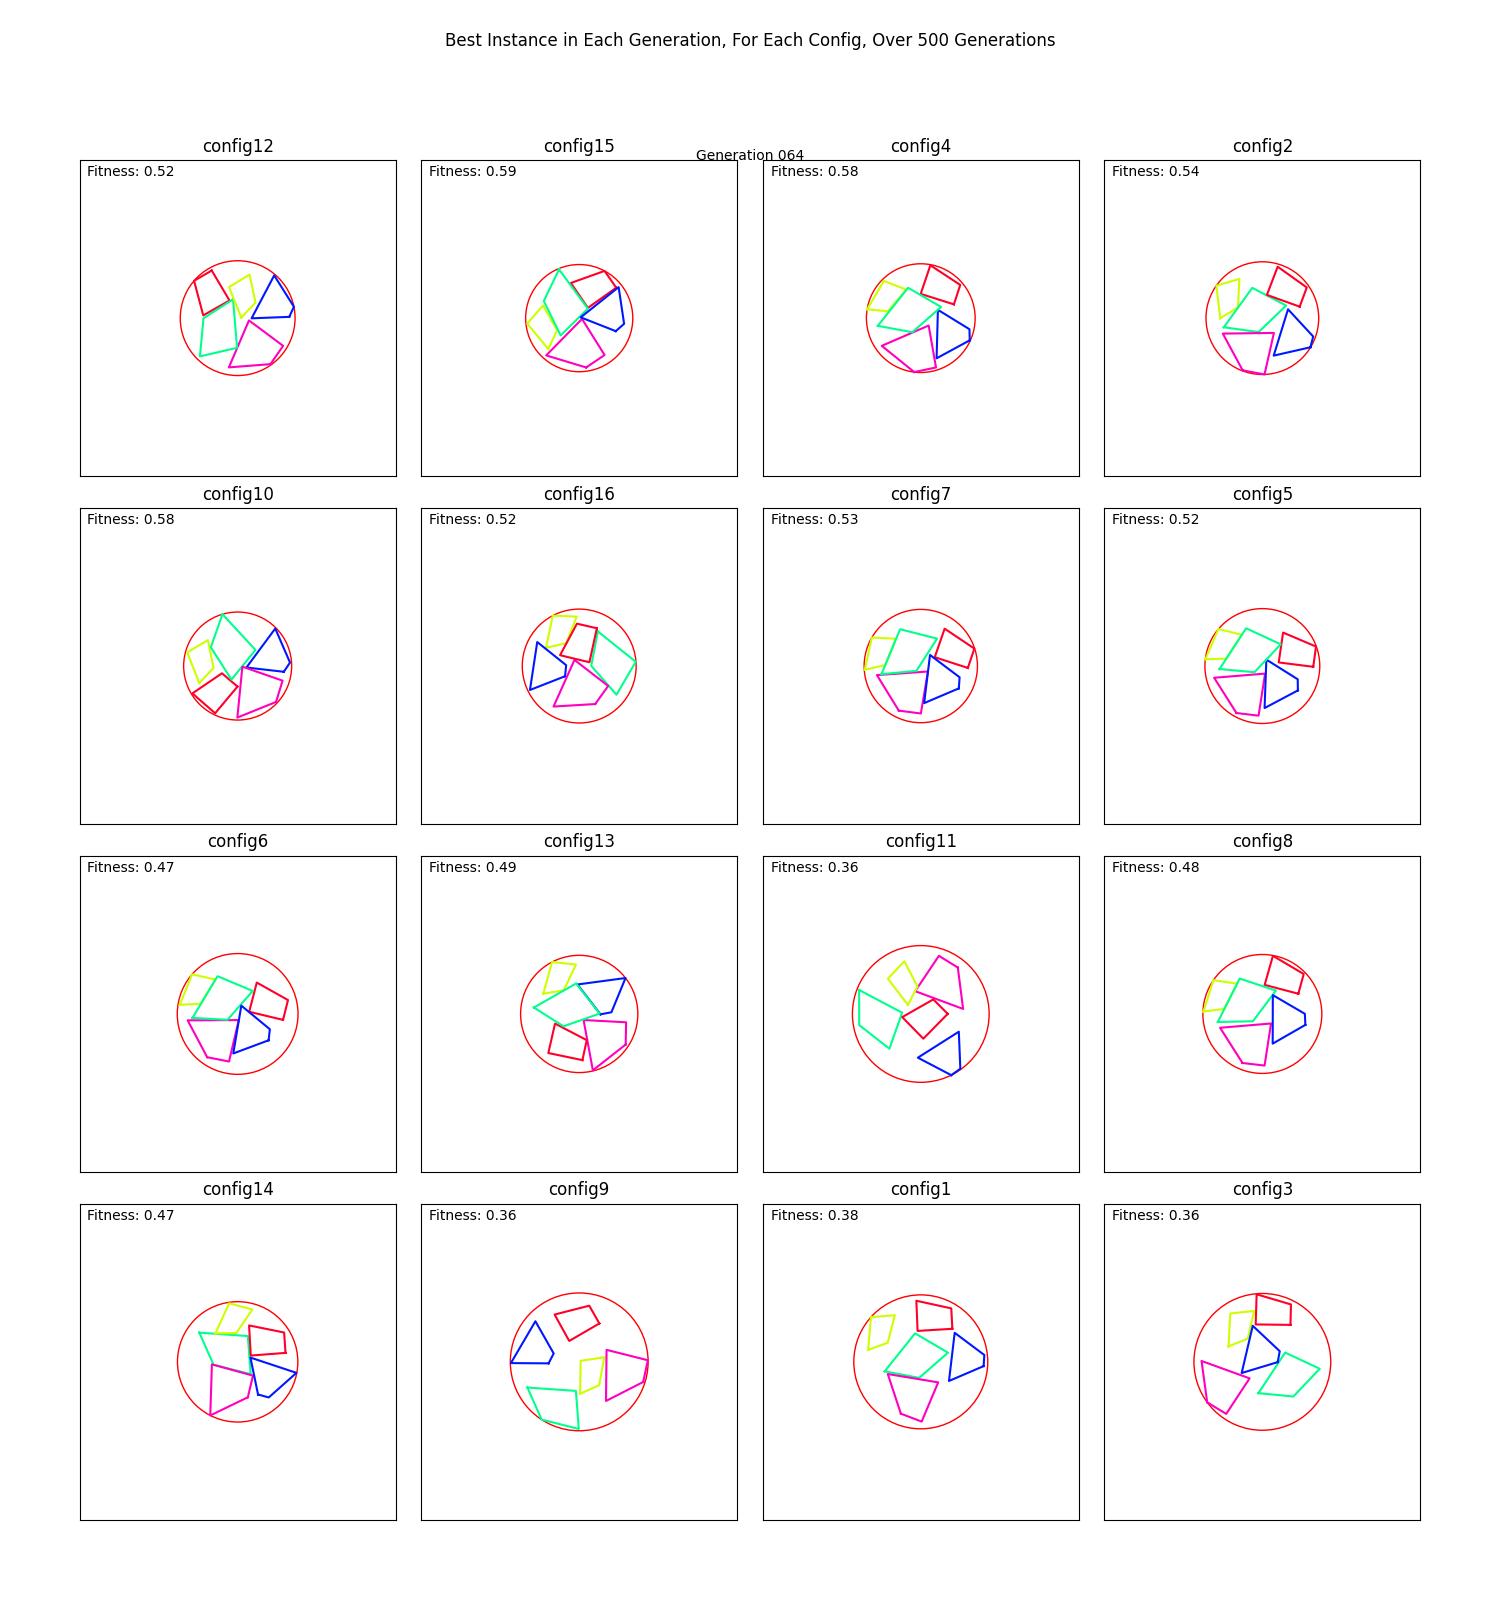 Best Instance in Each Generation, For Each Config, Over 500 Generations
Generation 064
config12
Fitness: 0.52
config15
Fitness: 0.59
config4
Fitness: 0.58
config2
Fitness: 0.54
config10
Fitness: 0.58
config16
Fitness: 0.52
config7
Fitness: 0.53
config5
Fitness: 0.52
config6
Fitness: 0.47
config13
Fitness: 0.49
config11
Fitness: 0.36
config8
Fitness: 0.48
config14
Fitness: 0.47
config9
Fitness: 0.36
config1
Fitness: 0.38
config3
Fitness: 0.36